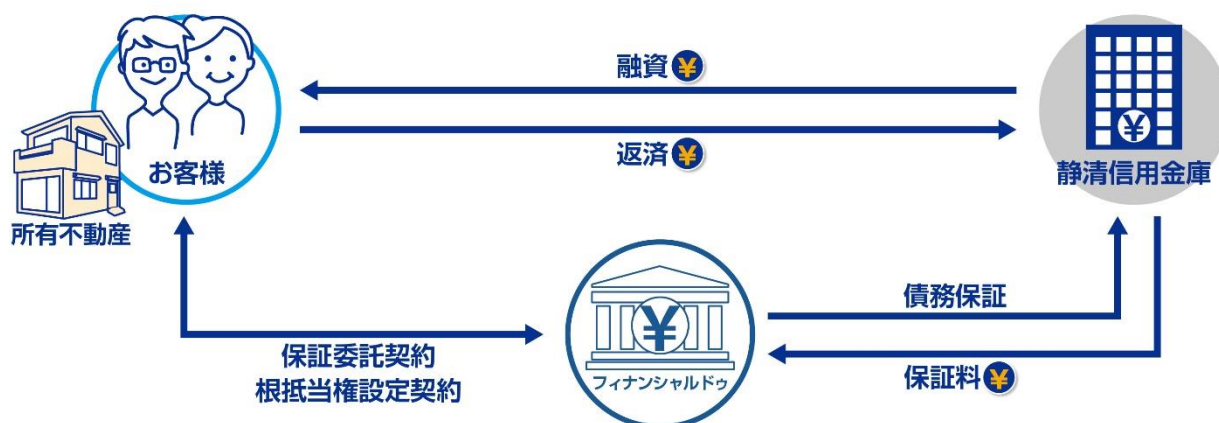 融資¥
返済¥
お客様
所有不動産
¥
静清信用金庫
保証委託契約
根抵当権設定契約
¥
フィナンシャルドゥ
債務保証
保証料¥